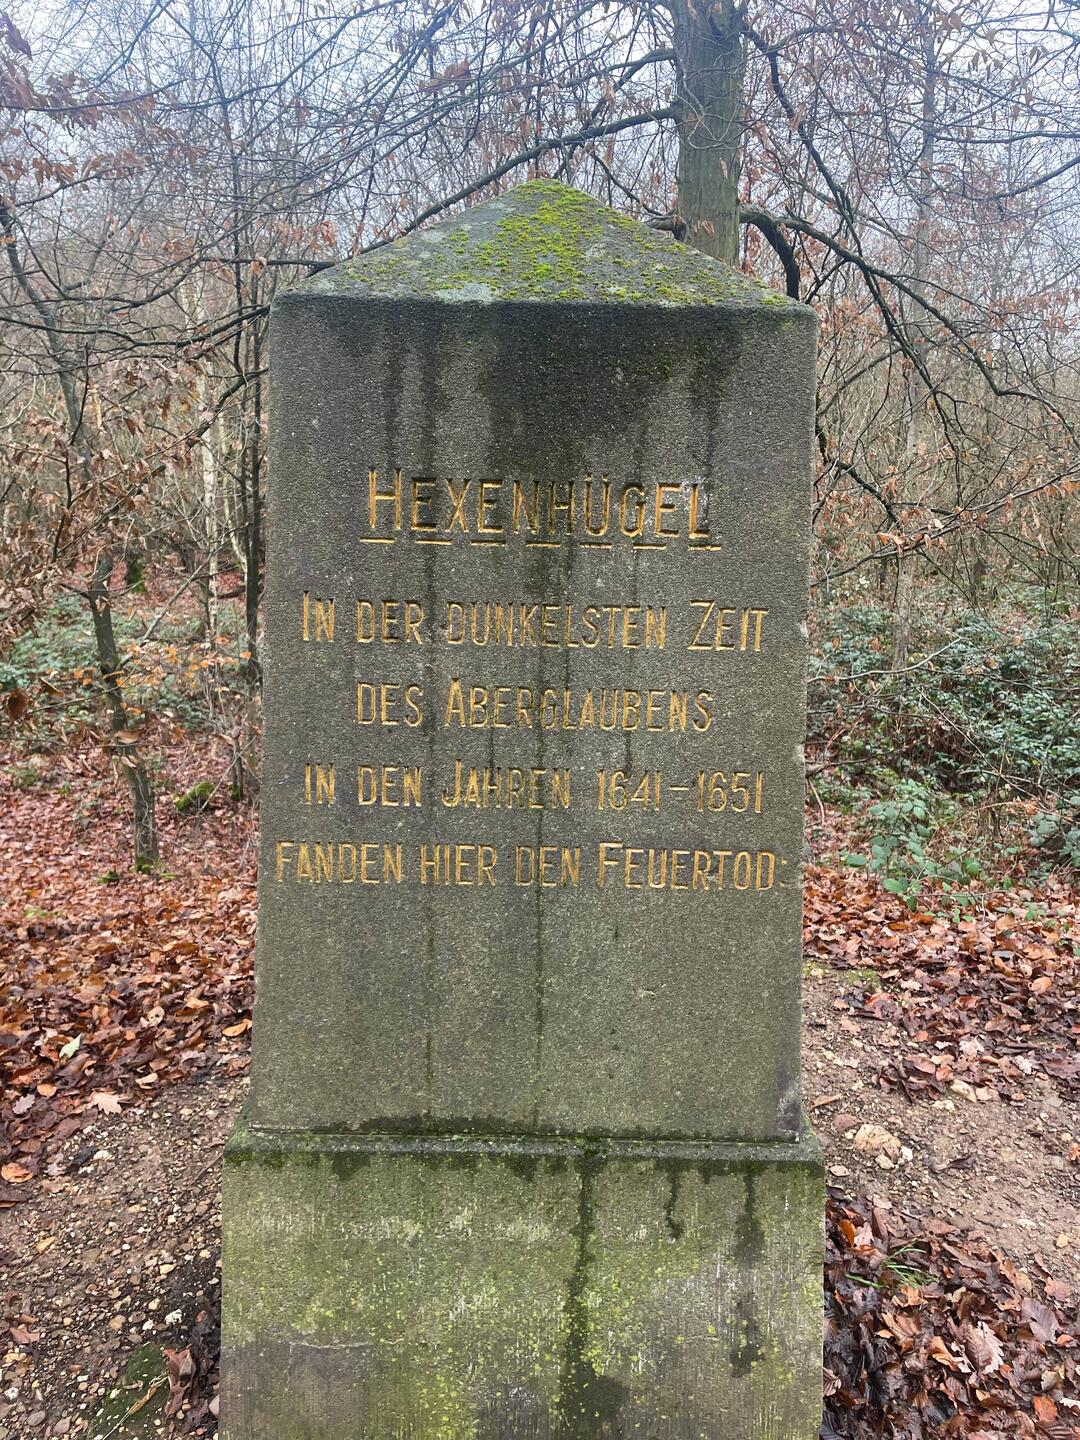 Hexenhügel
In der dunkelsten Zeit
des Aberglaubens
in den Jahren 1641-1651
fanden hier den Feuertod: